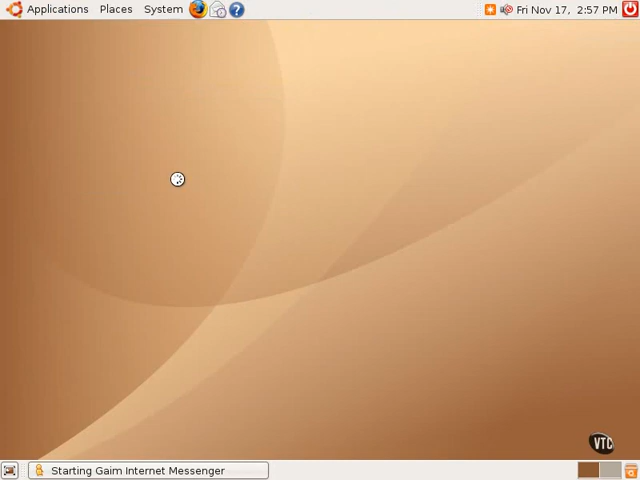 Applications Places System Fri Nov 17, 2:57 PM
VTC
Starting Gaim Internet Messenger